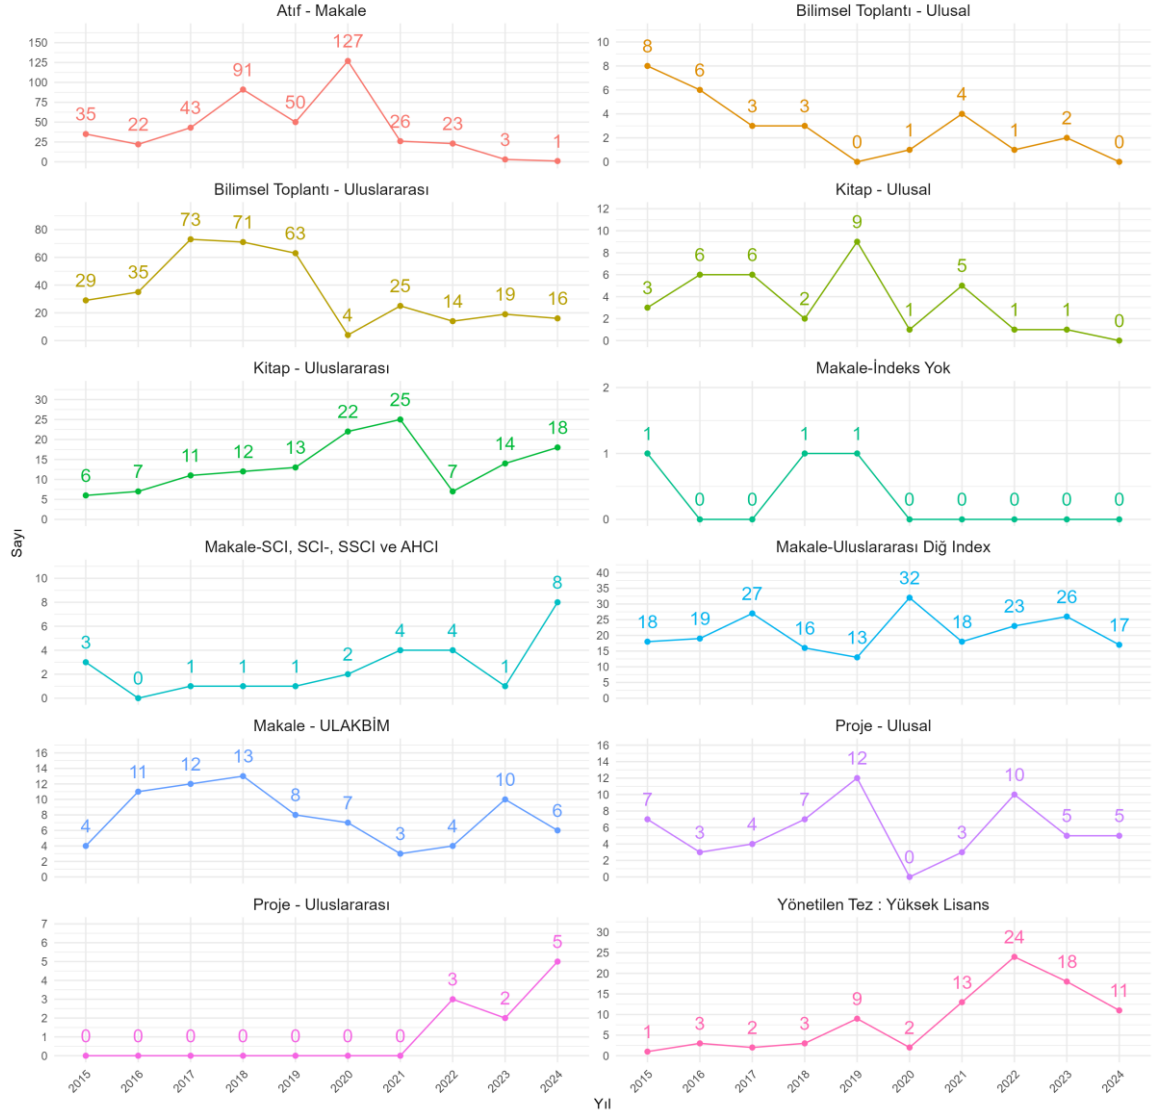 Atıf - Makale
150
125
100
75
50
25
0
35 22 43 91 50 127 26 23 3 1
Bilimsel Toplantı - Ulusal
10
8
6
4
2
0
8 6 3 3 0 1 4 1 2 0
Bilimsel Toplantı - Uluslararası
80
60
40
20
0
29 35 73 71 63 4 25 14 19 16
Kitap - Ulusal
12
10
8
6
4
2
0
3 6 6 2 9 1 5 1 1 0
Kitap - Uluslararası
30
25
20
15
10
5
0
6 7 11 12 13 22 25 7 14 18
Makale-İndeks Yok
2
1
0
1 0 0 1 1 0 0 0 0 0
Sayı
Makale-SCI, SCI-, SSCI ve AHCI
10
8
6
4
2
0
3 0 1 1 1 2 4 4 1 8
Makale-Uluslararası Diğ Index
40
35
30
25
20
15
10
5
0
18 19 27 16 13 32 18 23 26 17
Makale - ULAKBİM
16
14
12
10
8
6
4
2
0
4 11 12 13 8 7 3 4 10 6
Proje - Ulusal
16
14
12
10
8
6
4
2
0
7 3 4 7 12 0 3 10 5 5
Proje - Uluslararası
7
6
5
4
3
2
1
0
0 0 0 0 0 0 0 3 2 5
2015 2016 2017 2018 2019 2020 2021 2022 2023 2024
Yönetilen Tez : Yüksek Lisans
30
25
20
15
10
5
0
1 3 2 3 9 2 13 24 18 11
2015 2016 2017 2018 2019 2020 2021 2022 2023 2024
Yıl